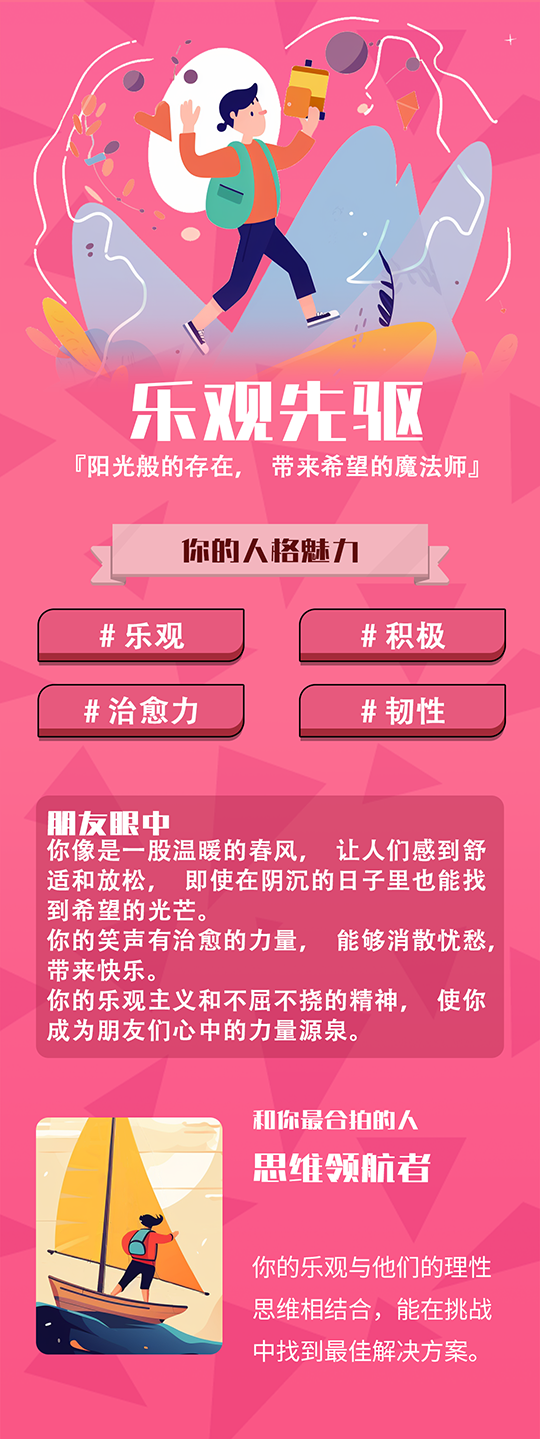 乐观先驱
『阳光般的存在， 带来希望的魔法师』
你的人格魅力
#乐观
#积极
#治愈力
#韧性
朋友眼中
你像是一股温暖的春风， 让人们感到舒
适和放松， 即使在阴沉的日子里也能找
到希望的光芒。
你的笑声有治愈的力量， 能够消散忧愁，
带来快乐。
你的乐观主义和不屈不挠的精神， 使你
成为朋友们心中的力量源泉。
和你最合拍的人
思维领航者
你的乐观与他们的理性
思维相结合，能在挑战
中找到最佳解决方案。